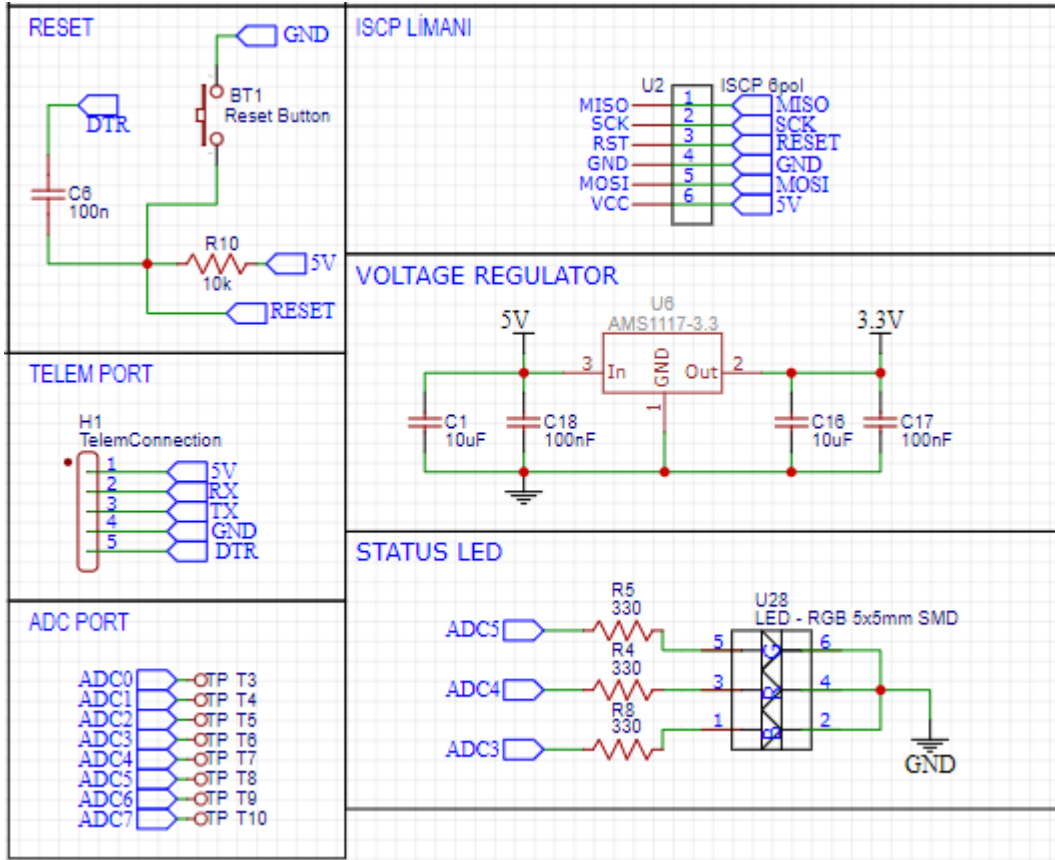 RESET
GND
BT1
Reset Button
DTR
C6
100n
R10
10k
5V
RESET
ISCP LİMANI
U2
ISCP 6pol
MISO 1 MISO
SCK 2 SCK
RST 3 RESET
GND 4 GND
MOSI 5 MOSI
VCC 6 5V
VOLTAGE REGULATOR
U6
AMS1117-3.3
5V
3.3V
3 In GND Out 2
1
C1
10uF
C18
100nF
C16
10uF
C17
100nF
TELEM PORT
H1
TelemConnection
1 5V
2 RX
3 TX
4 GND
5 DTR
STATUS LED
R5
330
U28
LED - RGB 5x5mm SMD
ADC5 5 G 6
R4
330
ADC4 3 R 4
R8
330
ADC3 1 B 2
GND
ADC PORT
ADC0 TP T3
ADC1 TP T4
ADC2 TP T5
ADC3 TP T6
ADC4 TP T7
ADC5 TP T8
ADC6 TP T9
ADC7 TP T10